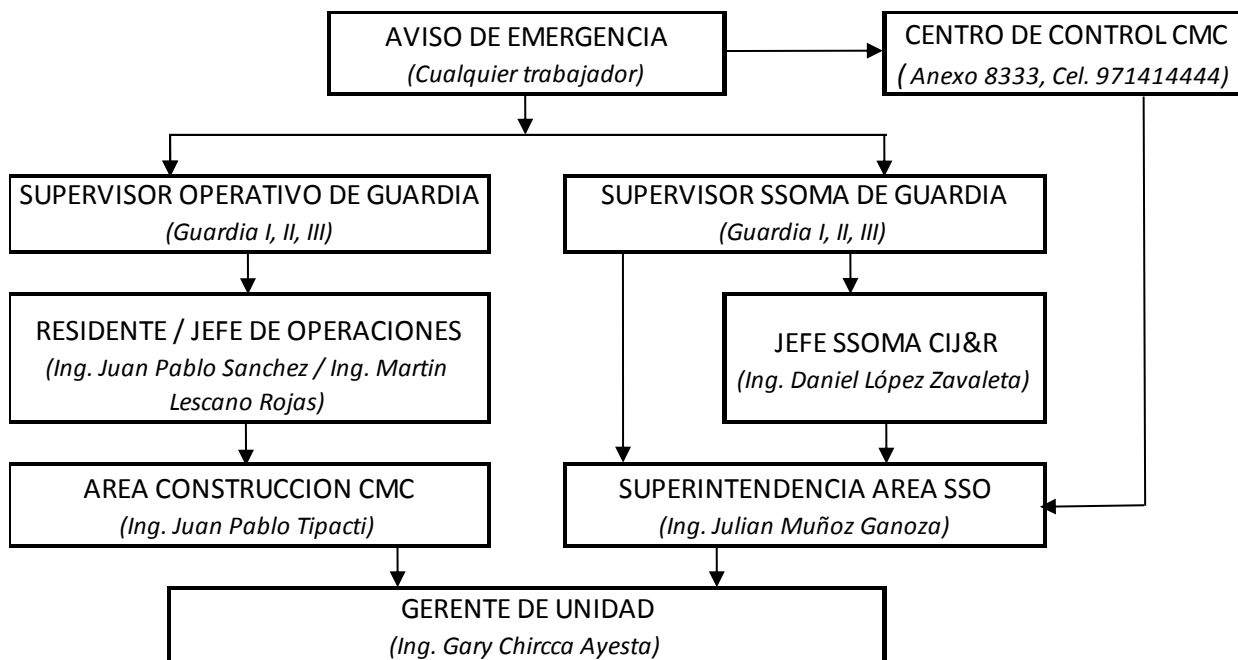 AVISO DE EMERGENCIA
(Cualquier trabajador)
CENTRO DE CONTROL CMC
( Anexo 8333, Cel. 971414444)
SUPERVISOR OPERATIVO DE GUARDIA
(Guardia I, II, III)
SUPERVISOR SSOMA DE GUARDIA
(Guardia I, II, III)
RESIDENTE / JEFE DE OPERACIONES
(Ing. Juan Pablo Sanchez / Ing. Martin
Lescano Rojas)
JEFE SSOMA CIJ&R
(Ing. Daniel López Zavaleta)
AREA CONSTRUCCION CMC
(Ing. Juan Pablo Tipacti)
SUPERINTENDENCIA AREA SSO
(Ing. Julian Muñoz Ganoza)
GERENTE DE UNIDAD
(Ing. Gary Chircca Ayesta)